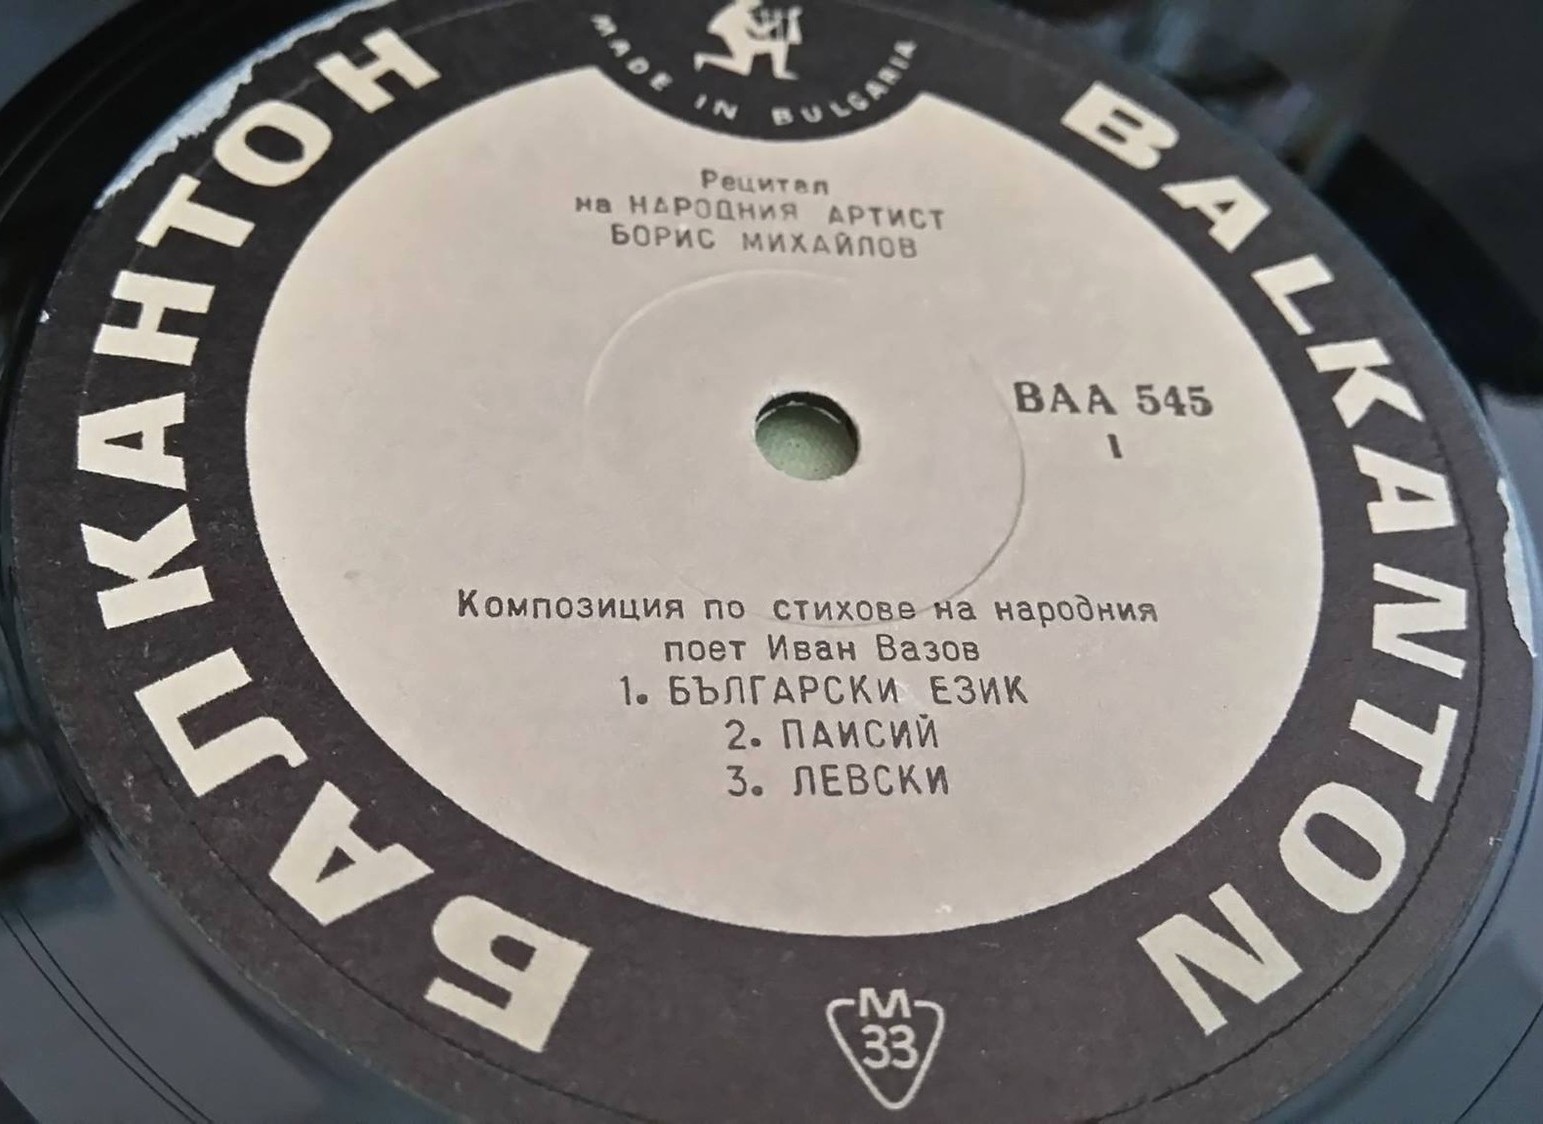 БАЛКАНТОН
BALKANTON
MADE IN BULGARIA
Рецитал
на НАРОДНИЯ АРТИСТ
БОРИС МИХАЙЛОВ
ВАА 545
I
Композиция по стихове на народния
поет Иван Вазов
1. БЪЛГАРСКИ ЕЗИК
2. ПАИСИЙ
3. ЛЕВСКИ
М
33